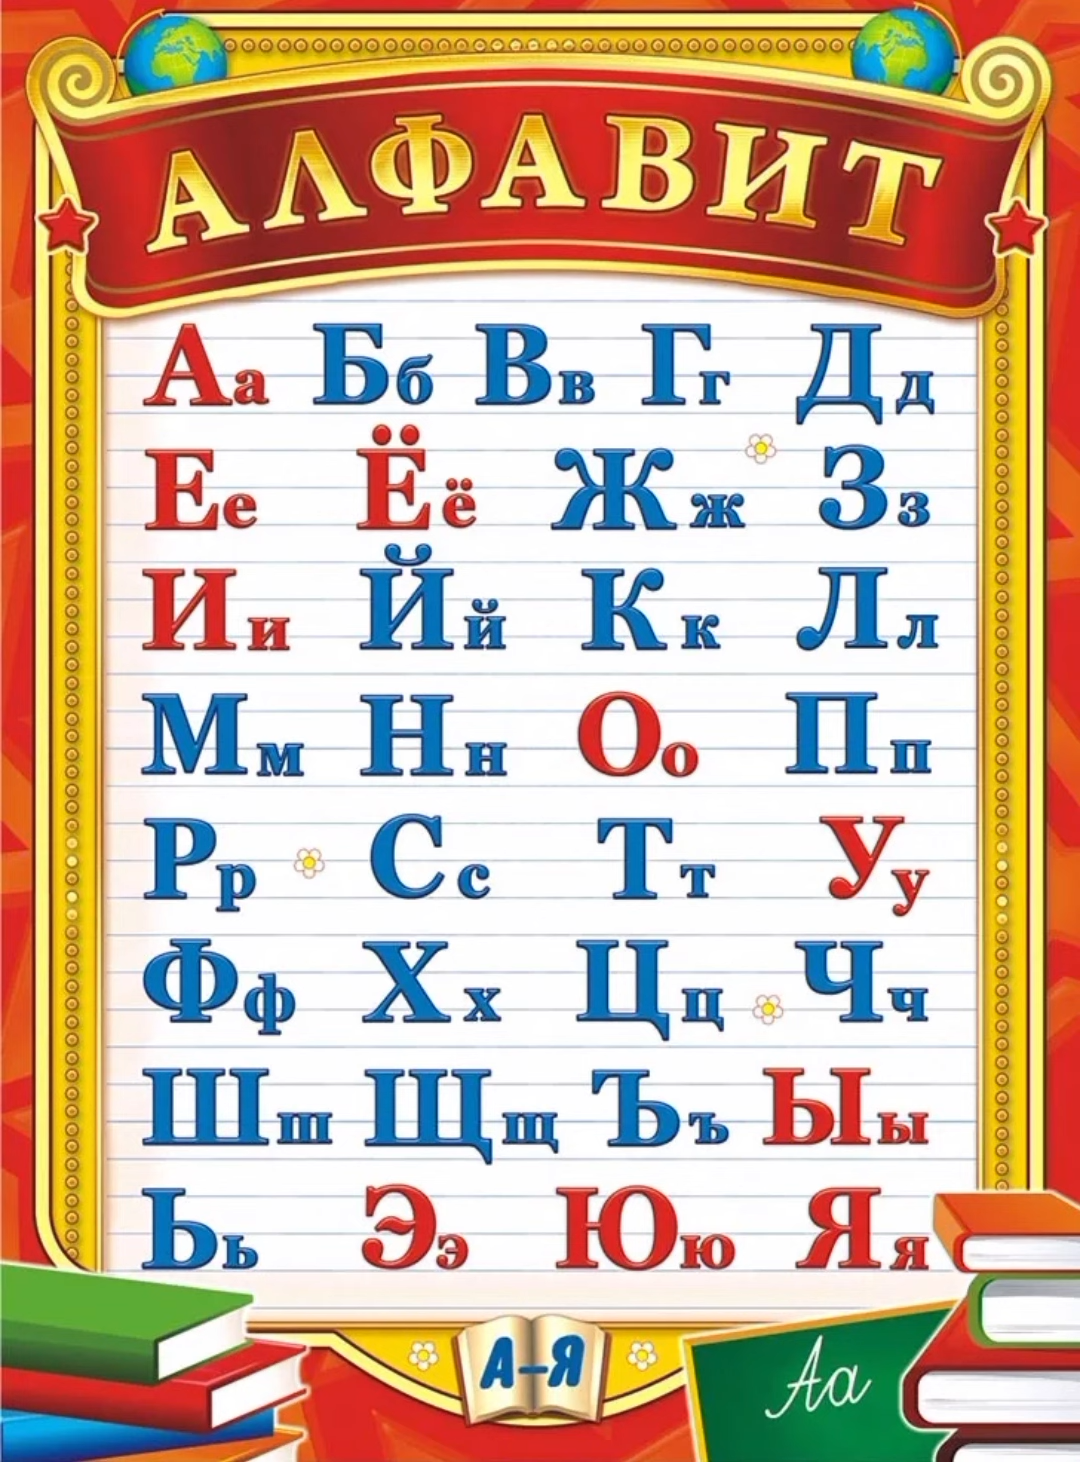 АЛФАВИТ
Аа Бб Вв Гг Дд
Ее Ёё Жж Зз
Ии Йй Кк Лл
Мм Нн Оо Пп
Рр Сс Тт Уу
Фф Хх Цц Чч
Шш Щщ Ъъ Ыы
Ьь Ээ Юю Яя
А-Я
Аа